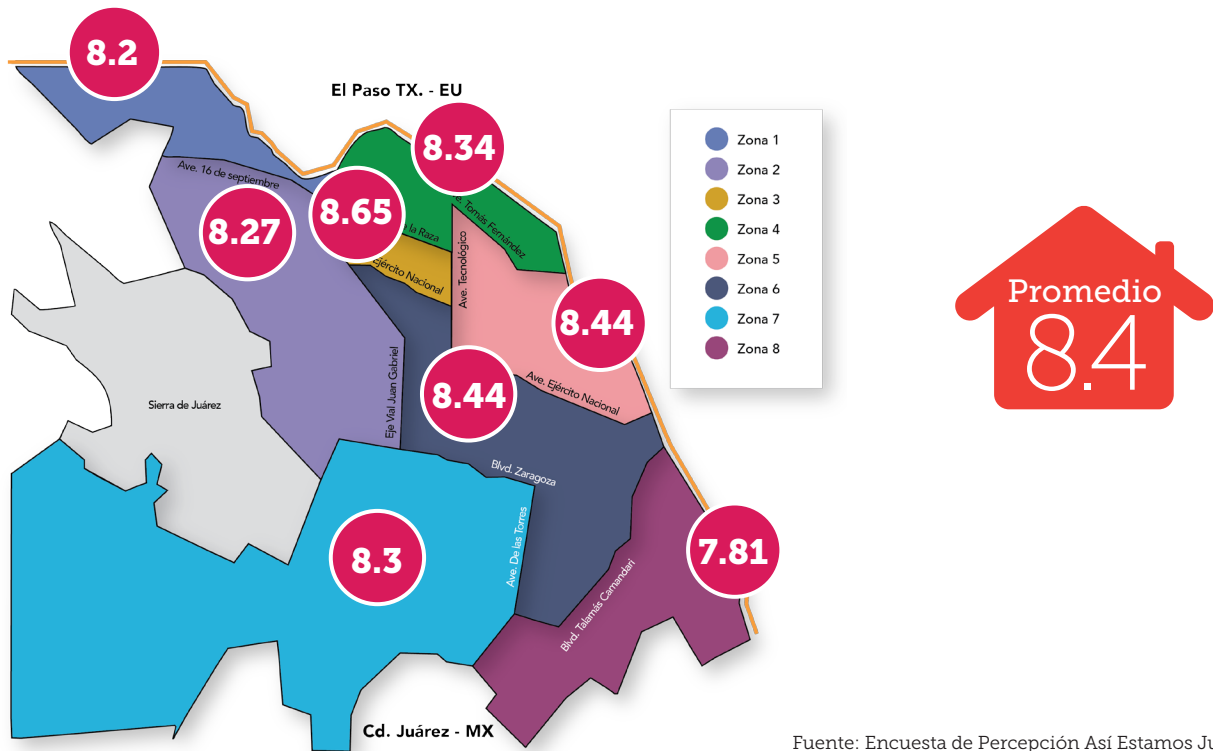 8.2
El Paso TX. - EU
8.34
Zona 1
Zona 2
Zona 3
Zona 4
Zona 5
Zona 6
Zona 7
Zona 8
Ave. 16 de septiembre
8.65
8.27
Tomás Fernández
la Raza
Ejército Nacional
Ave. Tecnológico
8.44
Promedio
8.4
8.44
Ave. Ejército Nacional
Eje Vial Juan Gabriel
Sierra de Juárez
Blvd. Zaragoza
8.3
Ave. De las Torres
7.81
Blvd. Talamás Camandari
Cd. Juárez - MX
Fuente: Encuesta de Percepción Así Estamos